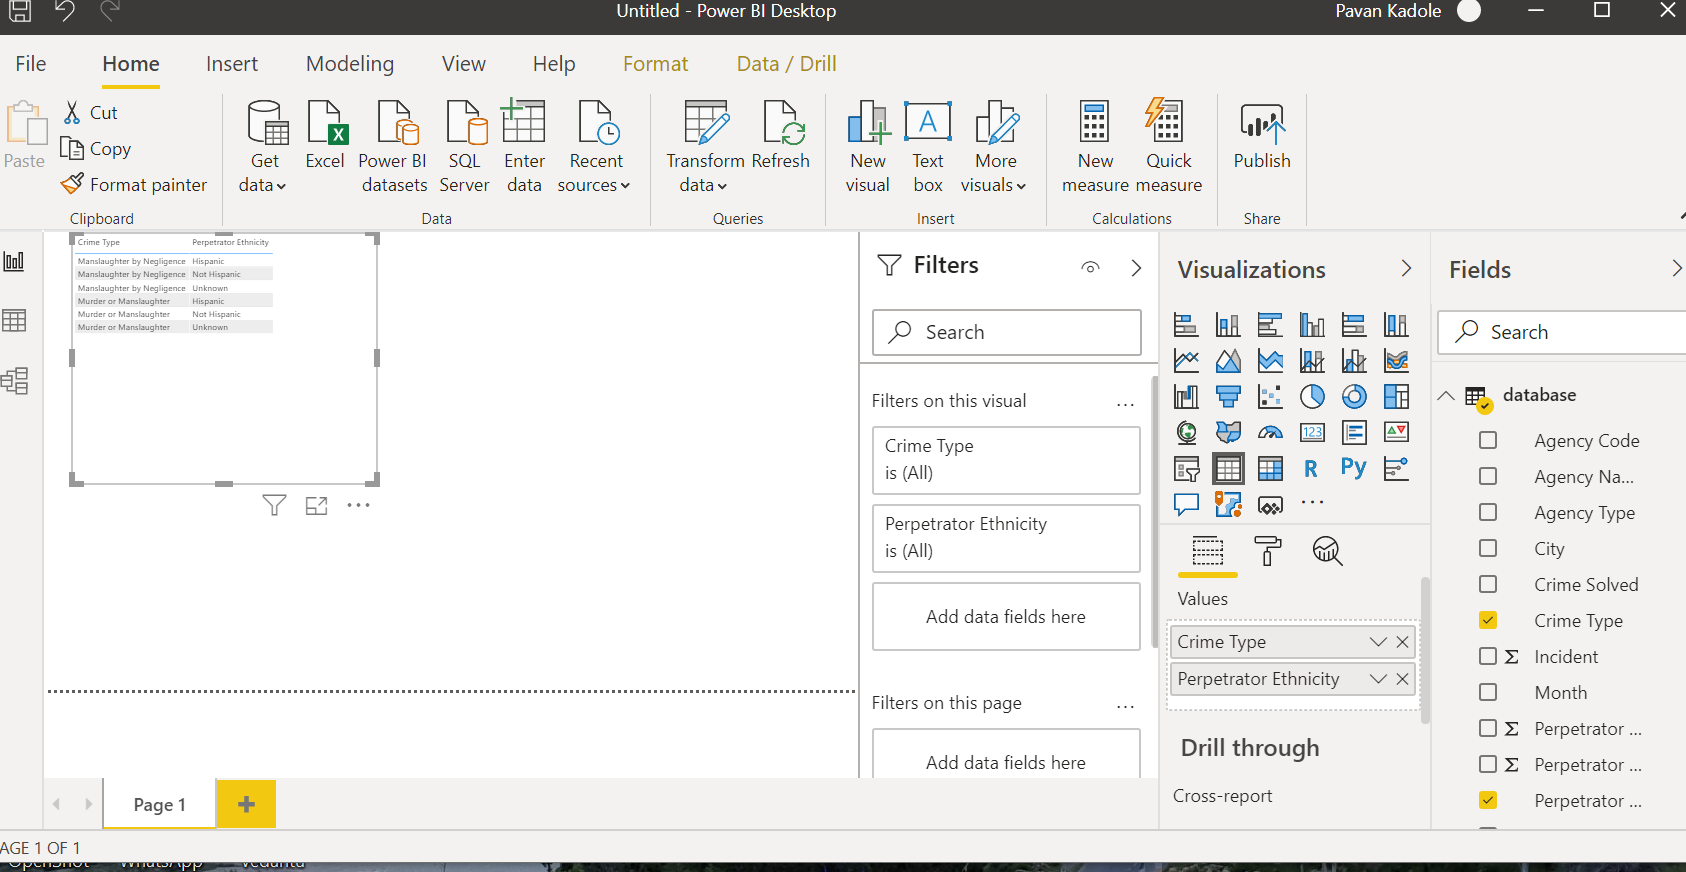 Untitled - Power BI Desktop
Pavan Kadole
File
Home
Insert
Modeling
View
Help
Format
Data / Drill
Paste
Cut
Copy
Format painter
Clipboard
Get
data
Excel
Power BI
datasets
SQL
Server
Enter
data
Recent
sources
Data
Transform
data
Refresh
Queries
New
visual
A
Text
box
More
visuals
Insert
New
measure
Quick
measure
Calculations
Publish
Share
Crime Type Perpetrator Ethnicity
Manslaughter by Negligence Hispanic
Manslaughter by Negligence Not Hispanic
Manslaughter by Negligence Unknown
Murder or Manslaughter Hispanic
Murder or Manslaughter Not Hispanic
Murder or Manslaughter Unknown
Filters
Search
Filters on this visual ...
Crime Type
is (All)
Perpetrator Ethnicity
is (All)
Add data fields here
Filters on this page ...
Add data fields here
Visualizations
123
R
Py
...
Values
Crime Type
Perpetrator Ethnicity
Drill through
Cross-report
Fields
Search
database
Agency Code
Agency Na...
Agency Type
City
Crime Solved
Crime Type
Σ Incident
Month
Σ Perpetrator ...
Σ Perpetrator ...
Perpetrator ...
Page 1
AGE 1 OF 1
OpenShot WhatsApp Vedantu